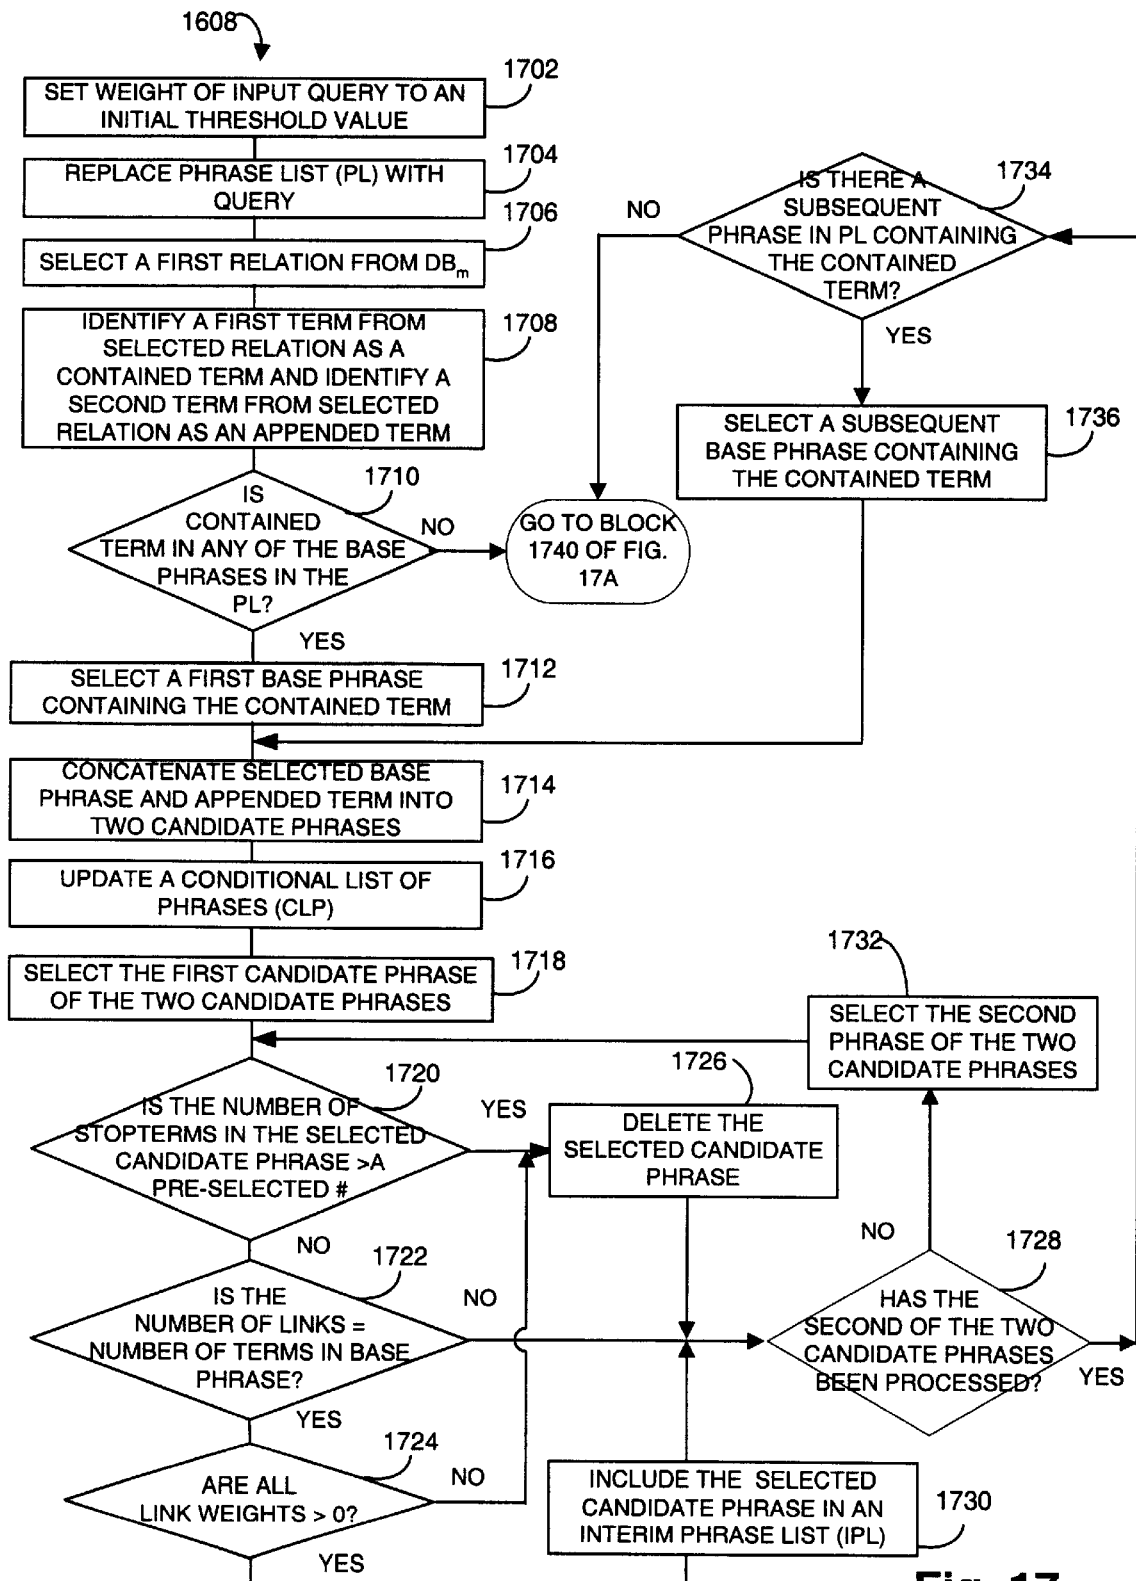 1608
1702
SET WEIGHT OF INPUT QUERY TO AN
INITIAL THRESHOLD VALUE
1704
REPLACE PHRASE LIST (PL) WITH
QUERY
1706
SELECT A FIRST RELATION FROM DBm
1708
IDENTIFY A FIRST TERM FROM
SELECTED RELATION AS A
CONTAINED TERM AND IDENTIFY A
SECOND TERM FROM SELECTED
RELATION AS AN APPENDED TERM
1710
IS
CONTAINED
TERM IN ANY OF THE BASE
PHRASES IN THE
PL?
NO
GO TO BLOCK
1740 OF FIG.
17A
YES
1712
SELECT A FIRST BASE PHRASE
CONTAINING THE CONTAINED TERM
1714
CONCATENATE SELECTED BASE
PHRASE AND APPENDED TERM INTO
TWO CANDIDATE PHRASES
1716
UPDATE A CONDITIONAL LIST OF
PHRASES (CLP)
1718
SELECT THE FIRST CANDIDATE PHRASE
OF THE TWO CANDIDATE PHRASES
1720
IS THE NUMBER OF
STOPTERMS IN THE SELECTED
CANDIDATE PHRASE >A
PRE-SELECTED #
YES
NO
1722
IS THE
NUMBER OF LINKS =
NUMBER OF TERMS IN BASE
PHRASE?
NO
YES
1724
ARE ALL
LINK WEIGHTS > 0?
NO
YES
1726
DELETE THE
SELECTED CANDIDATE
PHRASE
1728
HAS THE
SECOND OF THE TWO
CANDIDATE PHRASES
BEEN PROCESSED?
NO
YES
1730
INCLUDE THE SELECTED
CANDIDATE PHRASE IN AN
INTERIM PHRASE LIST (IPL)
1732
SELECT THE SECOND
PHRASE OF THE TWO
CANDIDATE PHRASES
1734
IS THERE A
SUBSEQUENT
PHRASE IN PL CONTAINING
THE CONTAINED
TERM?
NO
YES
1736
SELECT A SUBSEQUENT
BASE PHRASE CONTAINING
THE CONTAINED TERM
Fig. 17